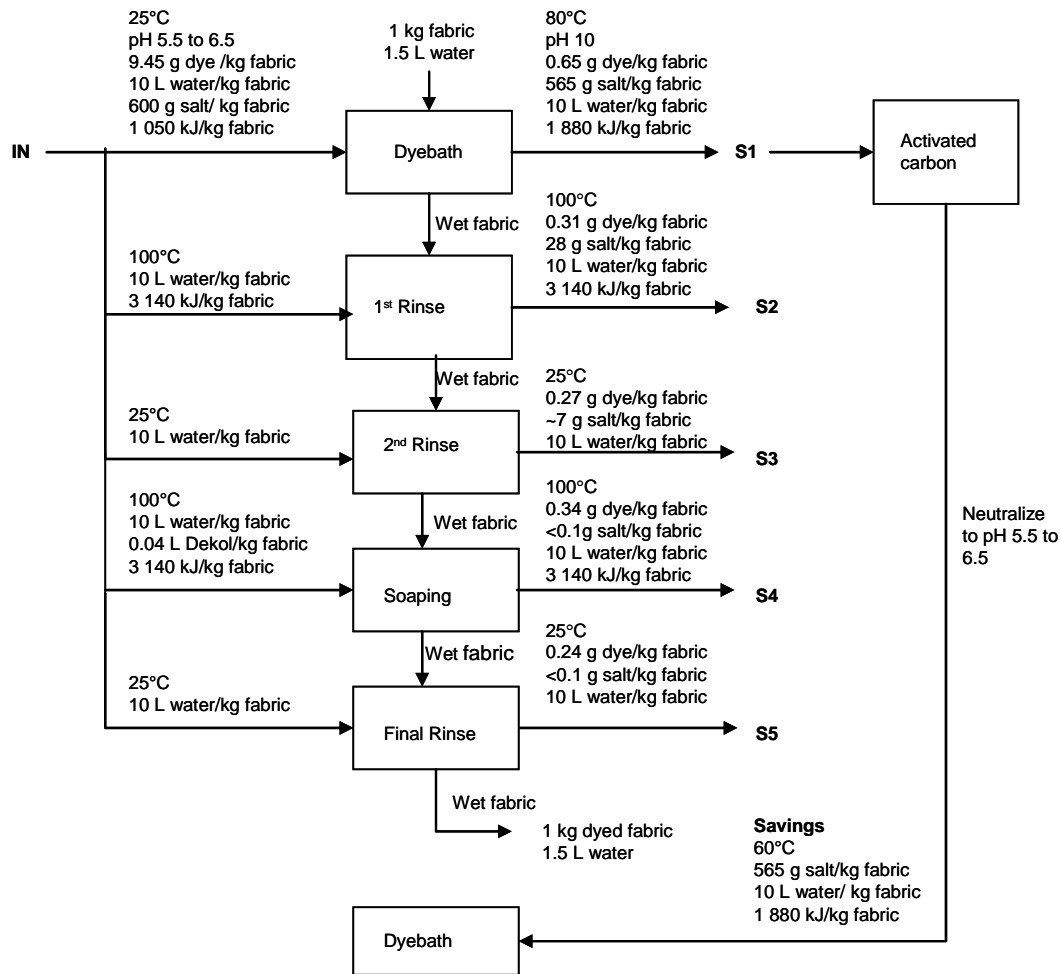 25°C
pH 5.5 to 6.5
9.45 g dye /kg fabric
10 L water/kg fabric
600 g salt/ kg fabric
1 050 kJ/kg fabric
1 kg fabric
1.5 L water
80°C
pH 10
0.65 g dye/kg fabric
565 g salt/kg fabric
10 L water/kg fabric
1 880 kJ/kg fabric
IN
Dyebath
S1
Activated
carbon
Wet fabric
100°C
10 L water/kg fabric
3 140 kJ/kg fabric
1st Rinse
100°C
0.31 g dye/kg fabric
28 g salt/kg fabric
10 L water/kg fabric
3 140 kJ/kg fabric
S2
Wet fabric
25°C
10 L water/kg fabric
2nd Rinse
25°C
0.27 g dye/kg fabric
~7 g salt/kg fabric
10 L water/kg fabric
S3
Wet fabric
100°C
10 L water/kg fabric
0.04 L Dekol/kg fabric
3 140 kJ/kg fabric
Soaping
100°C
0.34 g dye/kg fabric
<0.1g salt/kg fabric
10 L water/kg fabric
3 140 kJ/kg fabric
S4
Neutralize
to pH 5.5 to
6.5
Wet fabric
25°C
10 L water/kg fabric
Final Rinse
25°C
0.24 g dye/kg fabric
<0.1 g salt/kg fabric
10 L water/kg fabric
S5
Wet fabric
1 kg dyed fabric
1.5 L water
Savings
60°C
565 g salt/kg fabric
10 L water/ kg fabric
1 880 kJ/kg fabric
Dyebath